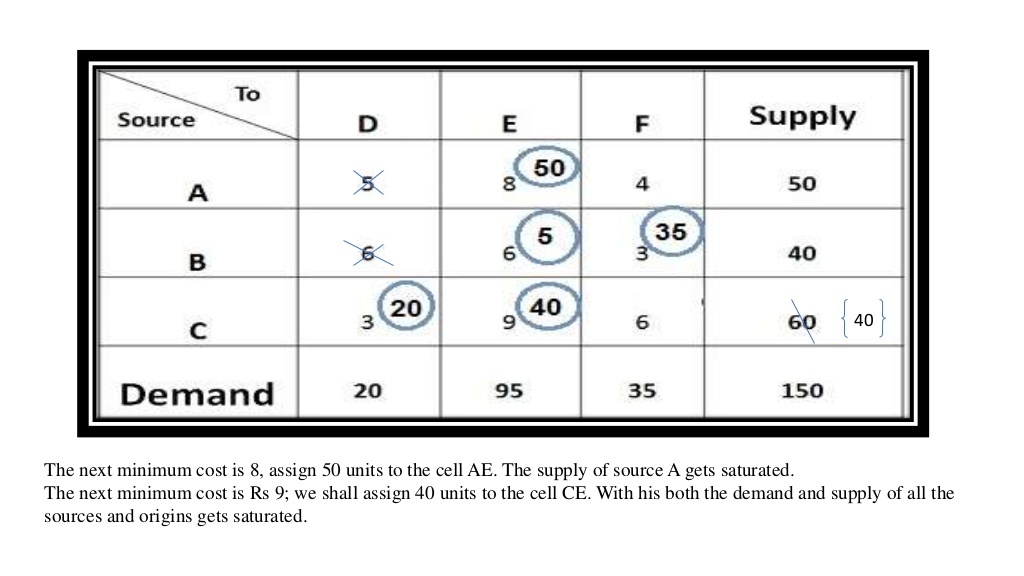 To
Source D E F Supply
A 5 8 50 4 50
B 6 6 5 3 35 40
C 3 20 9 40 6 60 {40}
Demand 20 95 35 150
The next minimum cost is 8, assign 50 units to the cell AE. The supply of source A gets saturated.
The next minimum cost is Rs 9; we shall assign 40 units to the cell CE. With his both the demand and supply of all the
sources and origins gets saturated.